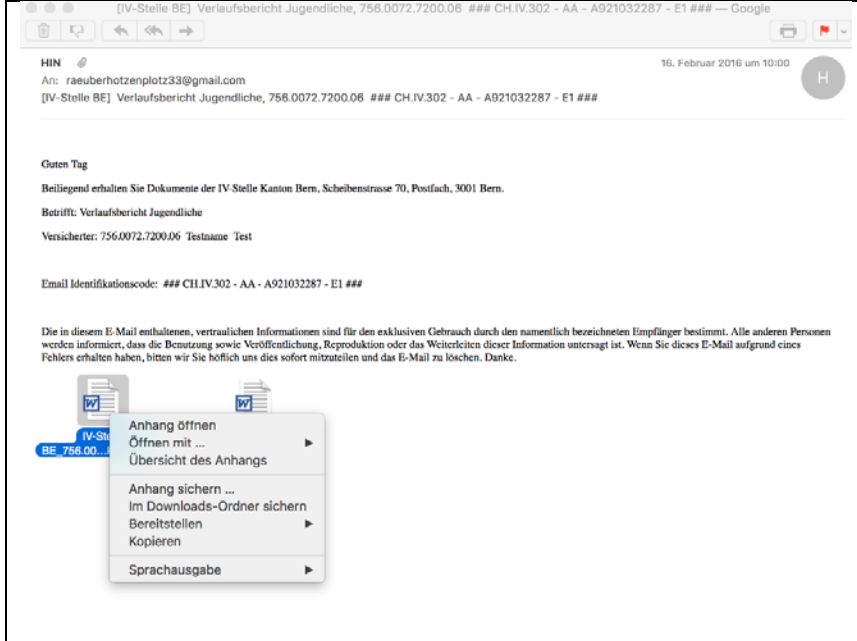 [IV-Stelle BE] Verlaufsbericht Jugendliche, 756.0072.7200.06 ### CH.IV.302 - AA - A921032287 - E1 ### — Google
HIN
16. Februar 2016 um 10:00
H
An: raeuberhotzenplotz33@gmail.com
[IV-Stelle BE] Verlaufsbericht Jugendliche, 756.0072.7200.06 ### CH.IV.302 - AA - A921032287 - E1 ###
Guten Tag
Beiliegend erhalten Sie Dokumente der IV-Stelle Kanton Bern, Scheibenstrasse 70, Postfach, 3001 Bern.
Betrifft: Verlaufsbericht Jugendliche
Versicherter: 756.0072.7200.06 Testname Test
Email Identifikationscode: ### CH.IV.302 - AA - A921032287 - E1 ###
Die in diesem E-Mail enthaltenen, vertraulichen Informationen sind für den exklusiven Gebrauch durch den namentlich bezeichneten Empfänger bestimmt. Alle anderen Personen
werden informiert, dass die Benutzung sowie Veröffentlichung, Reproduktion oder das Weiterleiten dieser Information untersagt ist. Wenn Sie dieses E-Mail aufgrund eines
Fehlers erhalten haben, bitten wir Sie höflich uns dies sofort mitzuteilen und das E-Mail zu löschen. Danke.
W
W
IV-Ste
BE_756.00...
Anhang öffnen
Öffnen mit ...
Übersicht des Anhangs
Anhang sichern ...
Im Downloads-Ordner sichern
Bereitstellen
Kopieren
Sprachausgabe